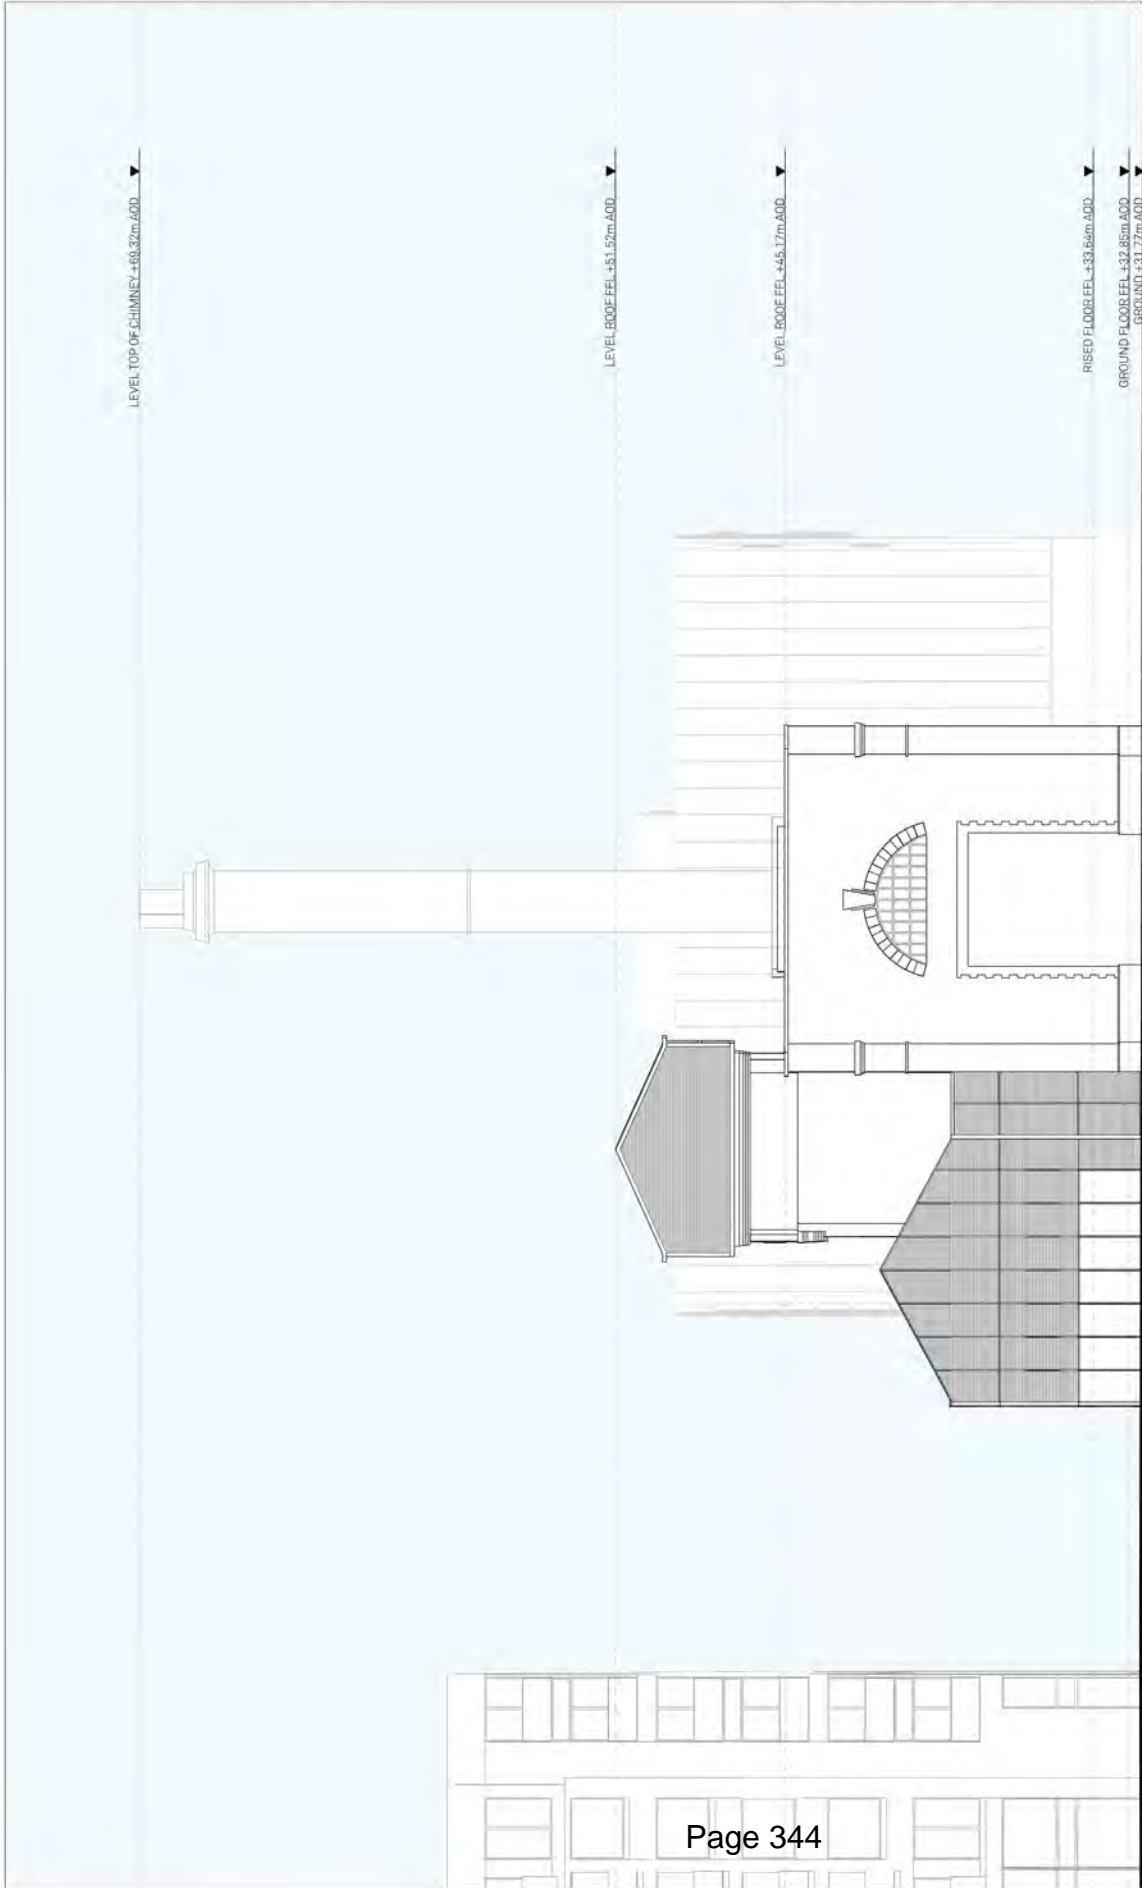 LEVEL TOP OF CHIMNEY +69.32m AOD
LEVEL ROOF FFL +51.52m AOD
LEVEL ROOF FFL +45.17m AOD
RISED FLOOR FFL +33.64m AOD
GROUND FLOOR FFL +32.85m AOD
GROUND +31.77m AOD
Page 344